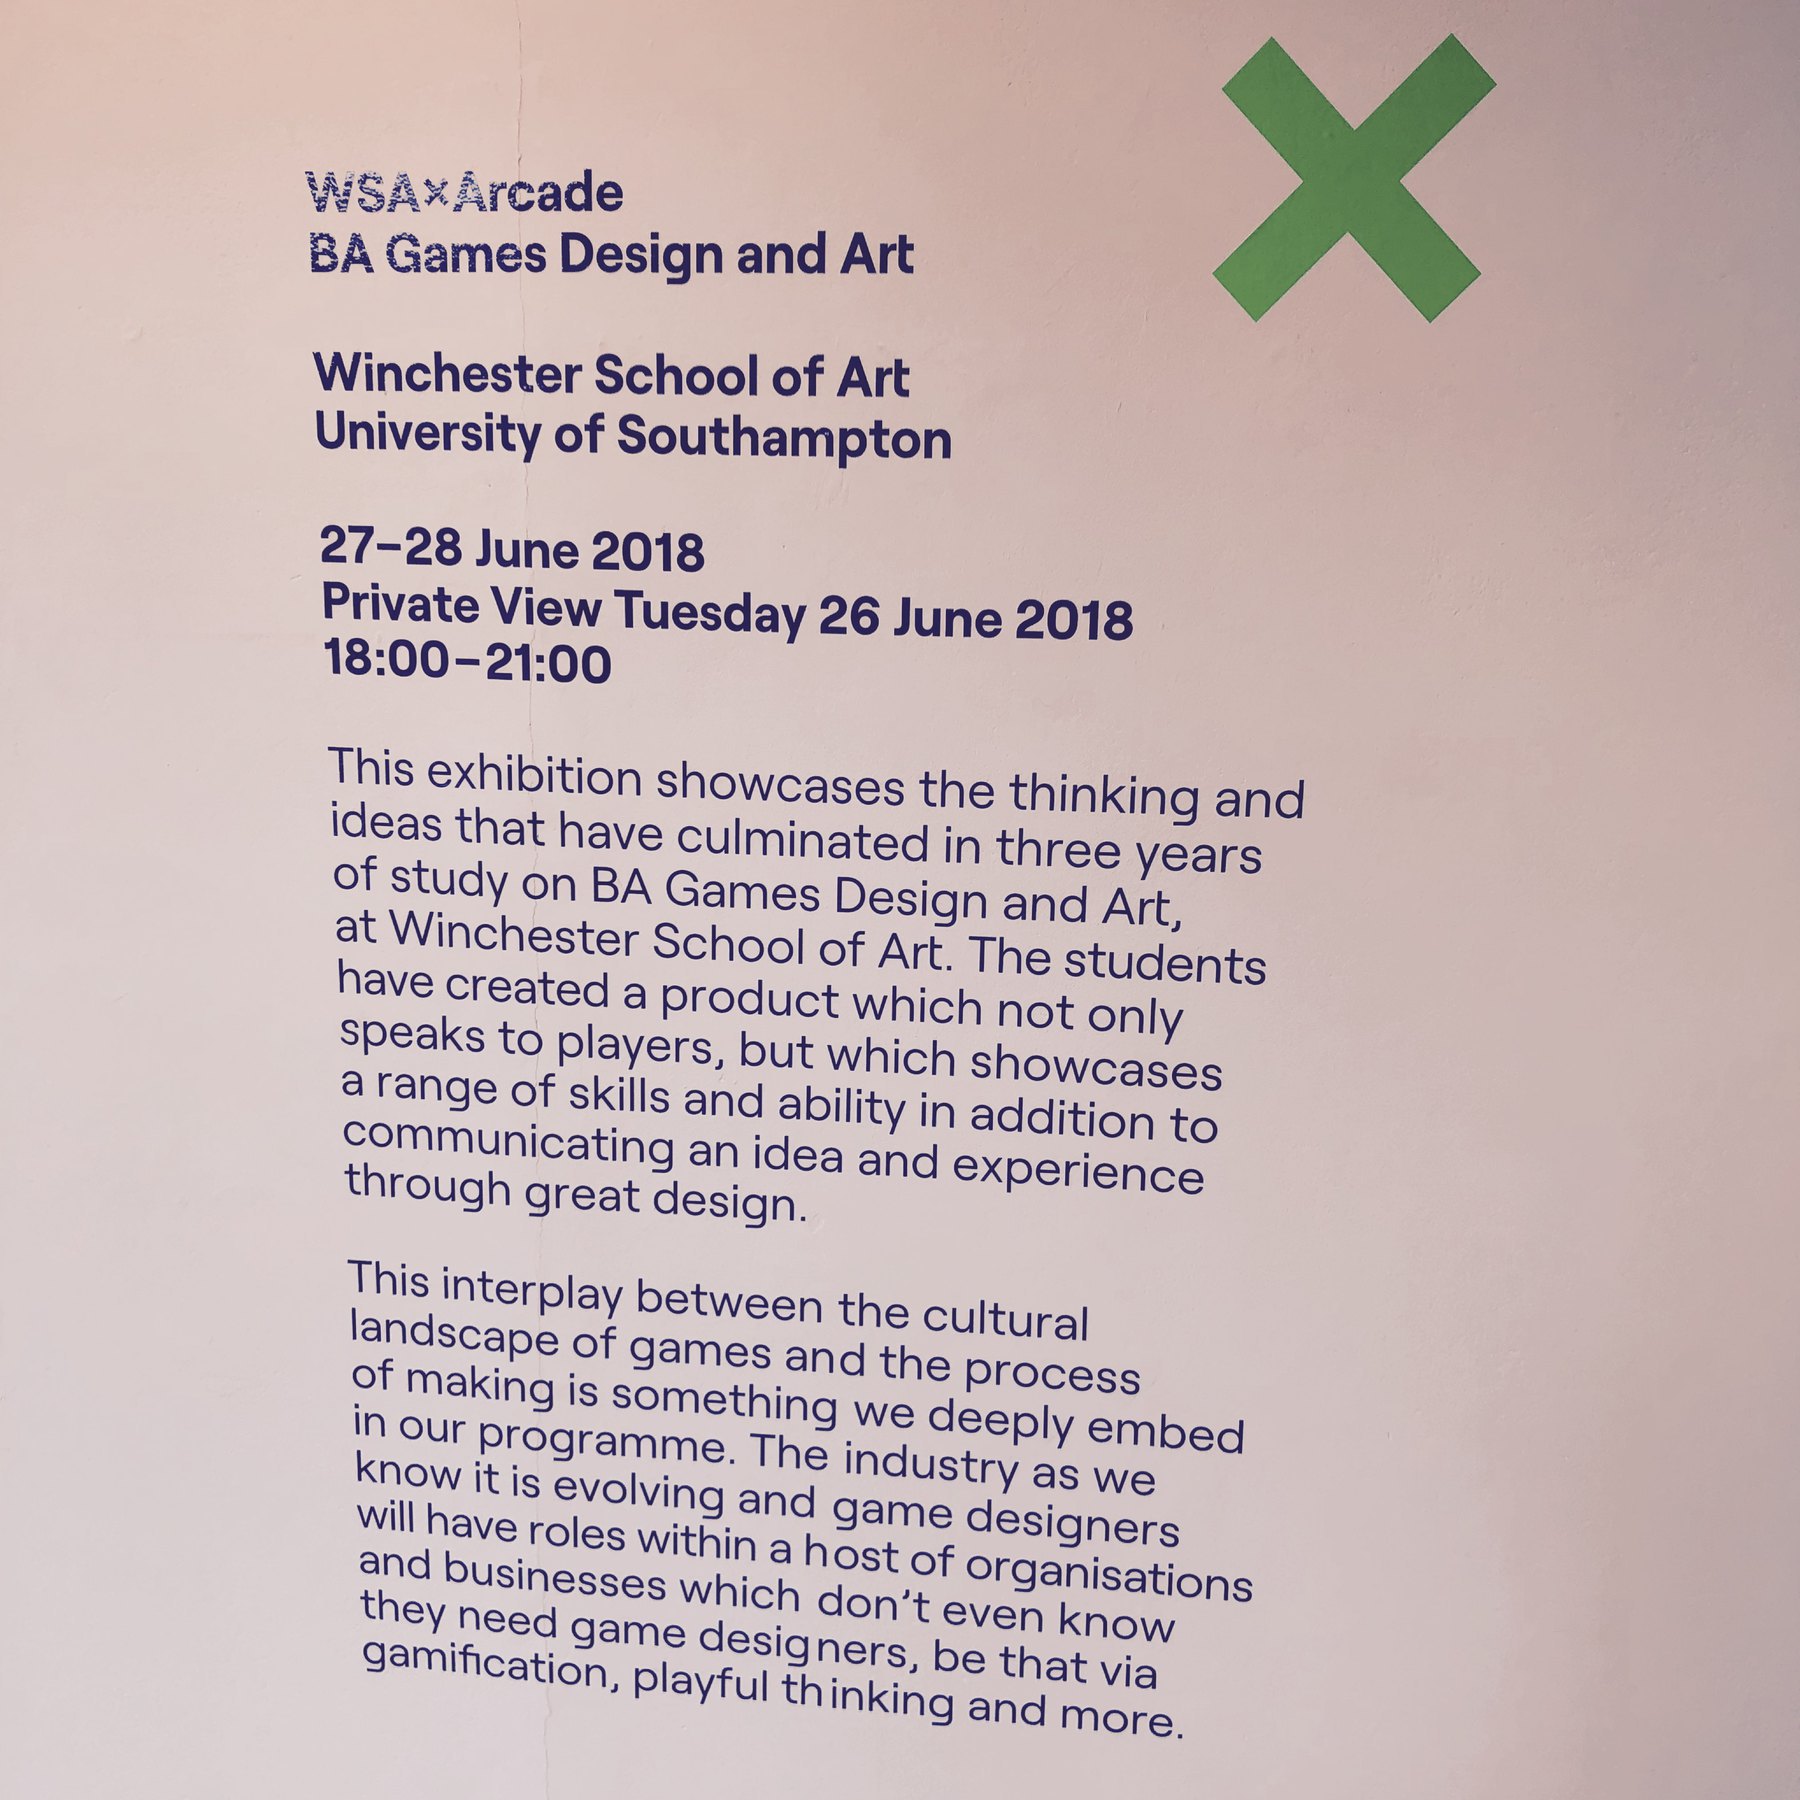 WSA×Arcade
BA Games Design and Art
Winchester School of Art
University of Southampton
27–28 June 2018
Private View Tuesday 26 June 2018
18:00–21:00
This exhibition showcases the thinking and
ideas that have culminated in three years
of study on BA Games Design and Art,
at Winchester School of Art. The students
have created a product which not only
speaks to players, but which showcases
a range of skills and ability in addition to
communicating an idea and experience
through great design.
This interplay between the cultural
landscape of games and the process
of making is something we deeply embed
in our programme. The industry as we
know it is evolving and game designers
will have roles within a host of organisations
and businesses which don’t even know
they need game designers, be that via
gamification, playful thinking and more.